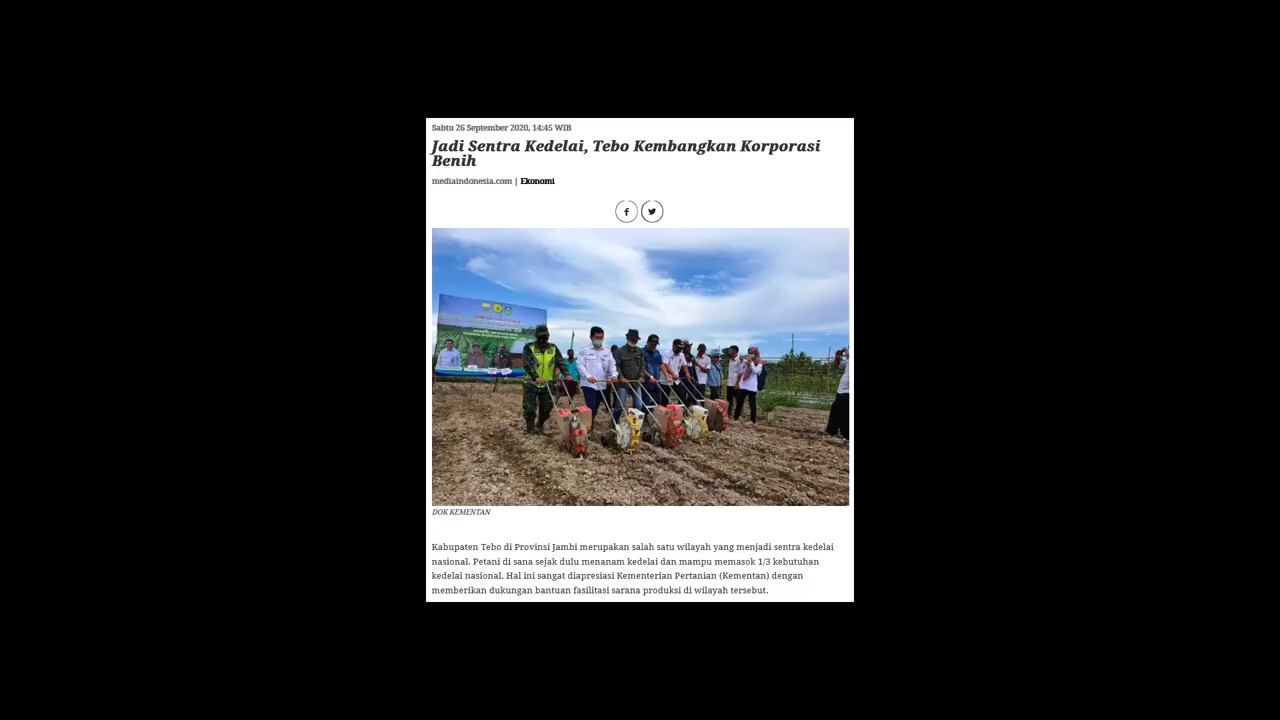 Sabtu 26 September 2020, 14:45 WIB
Jadi Sentra Kedelai, Tebo Kembangkan Korporasi
Benih
mediaindonesia.com | Ekonomi
DOK KEMENTAN
Kabupaten Tebo di Provinsi Jambi merupakan salah satu wilayah yang menjadi sentra kedelai
nasional. Petani di sana sejak dulu menanam kedelai dan mampu memasok 1/3 kebutuhan
kedelai nasional. Hal ini sangat diapresiasi Kementerian Pertanian (Kementan) dengan
memberikan dukungan bantuan fasilitasi sarana produksi di wilayah tersebut.